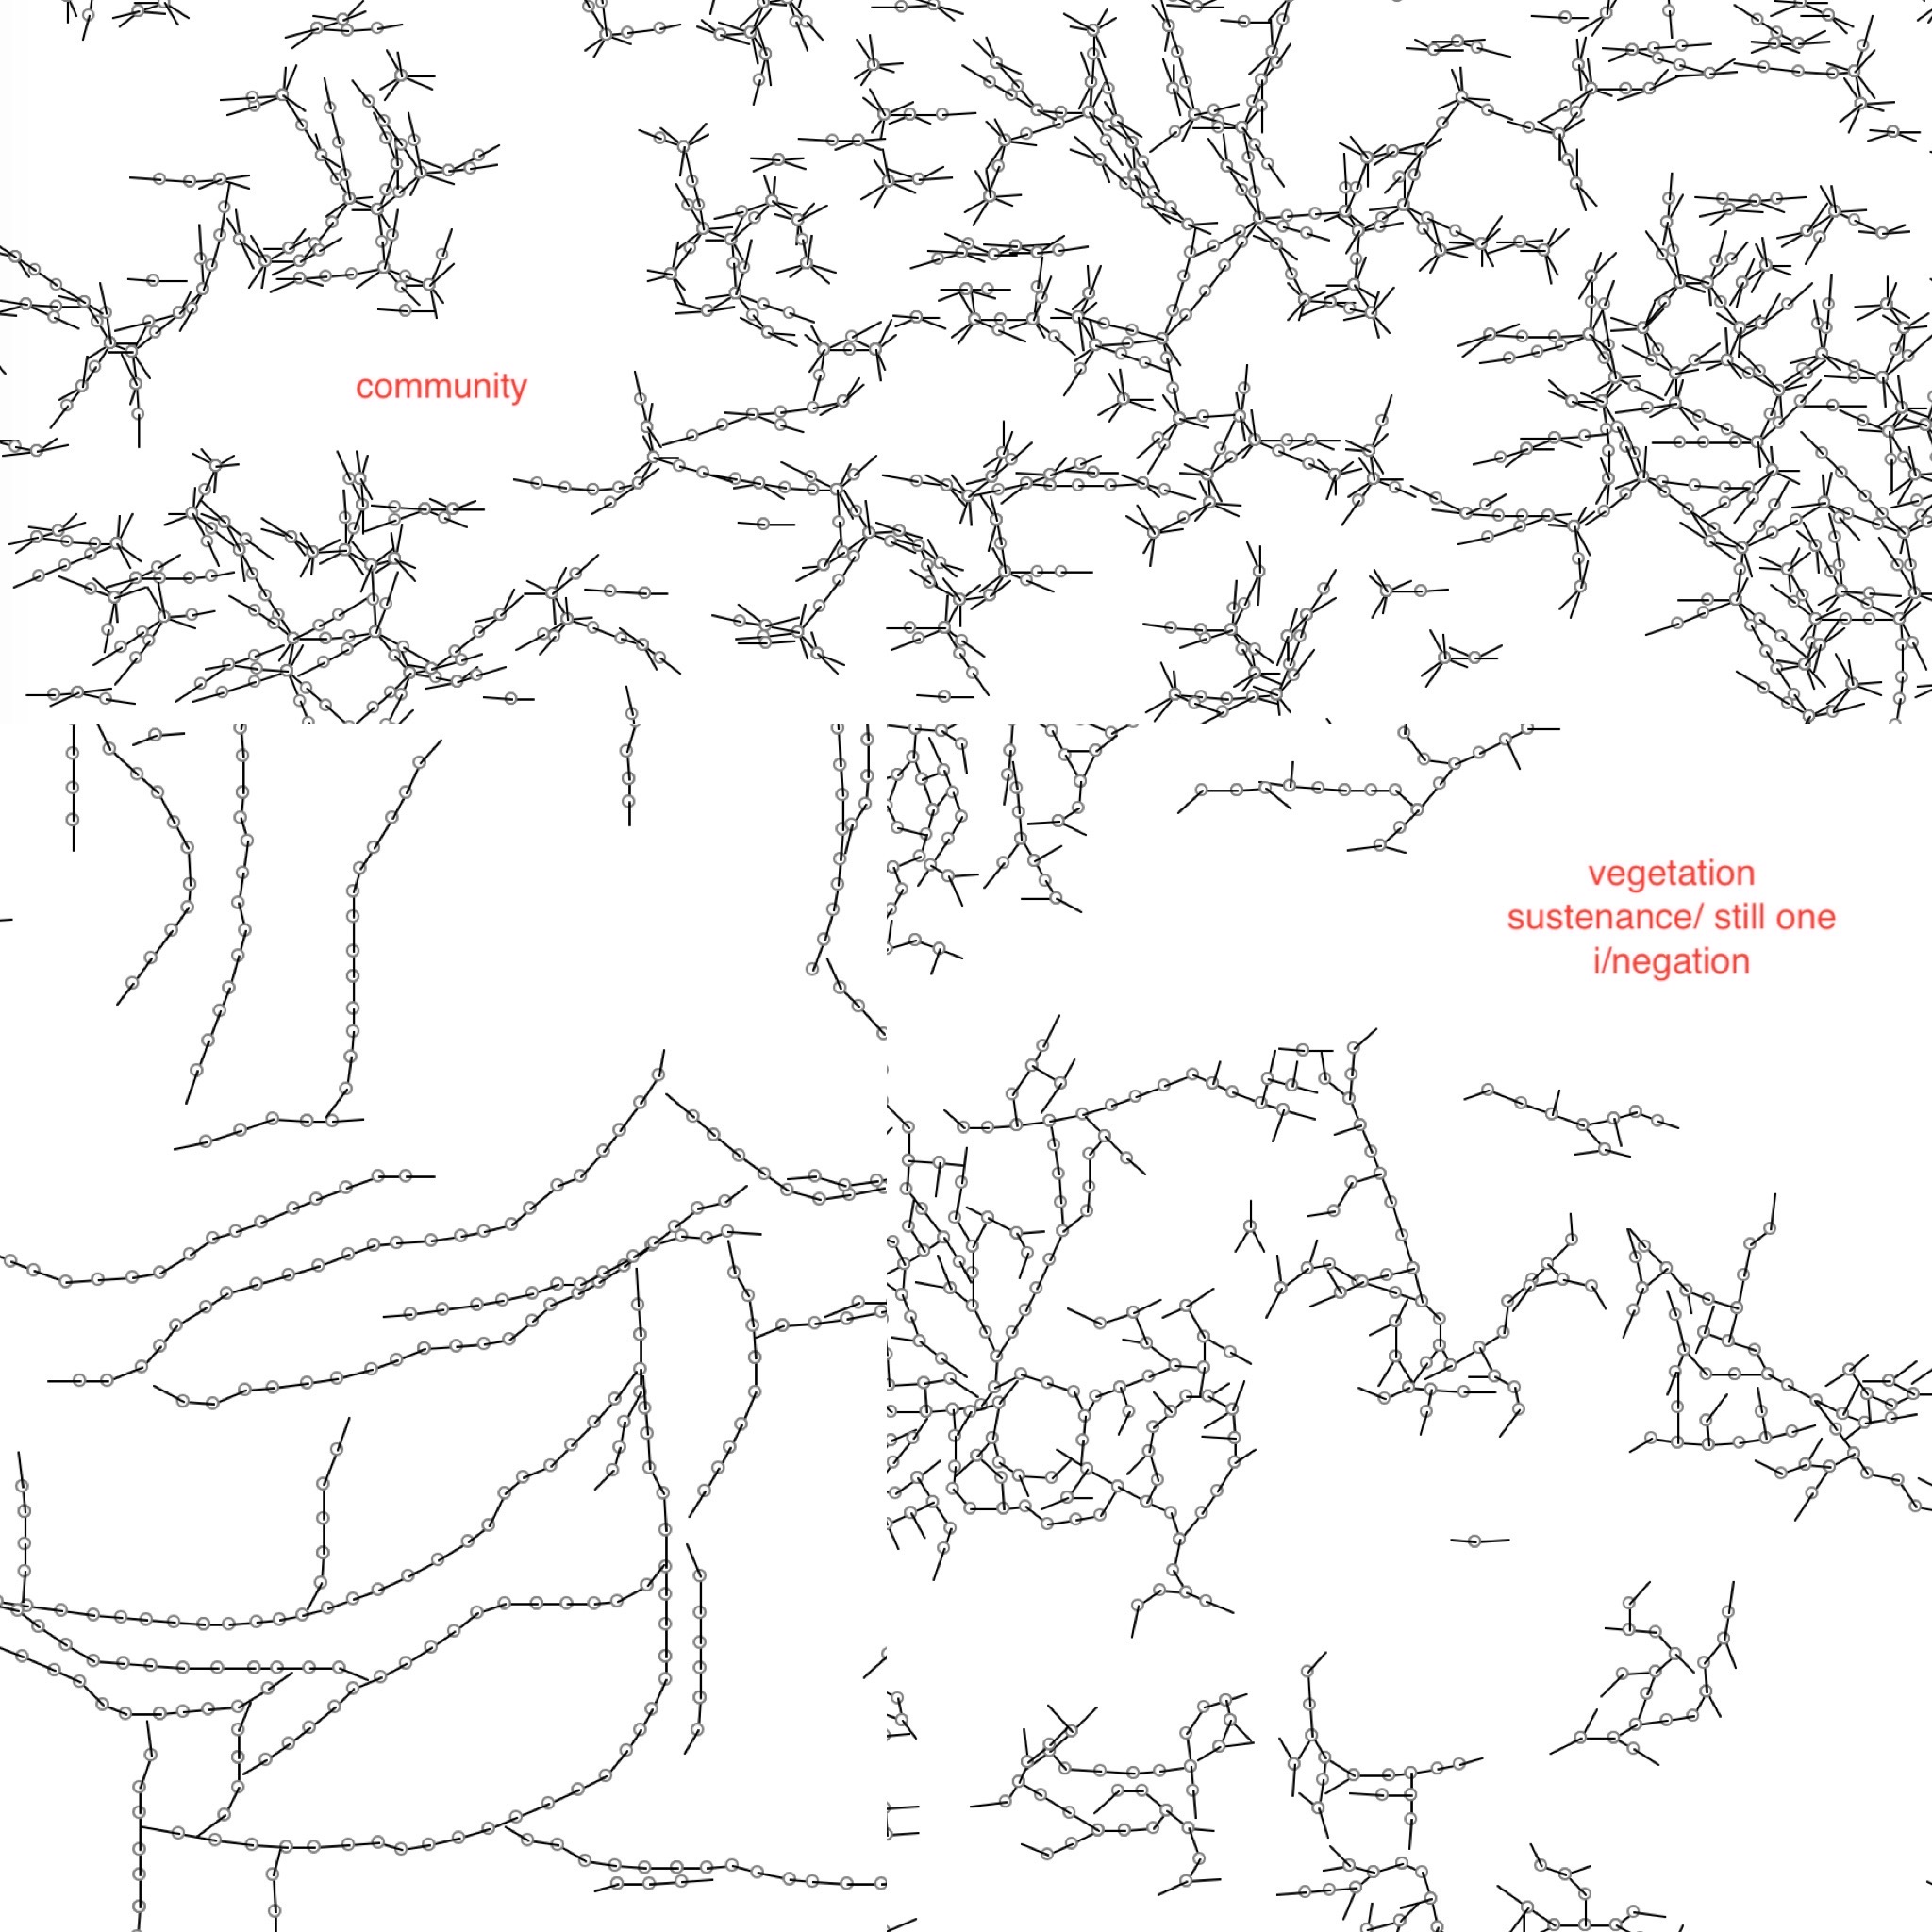 community
vegetation
sustenance/ still one
i/negation